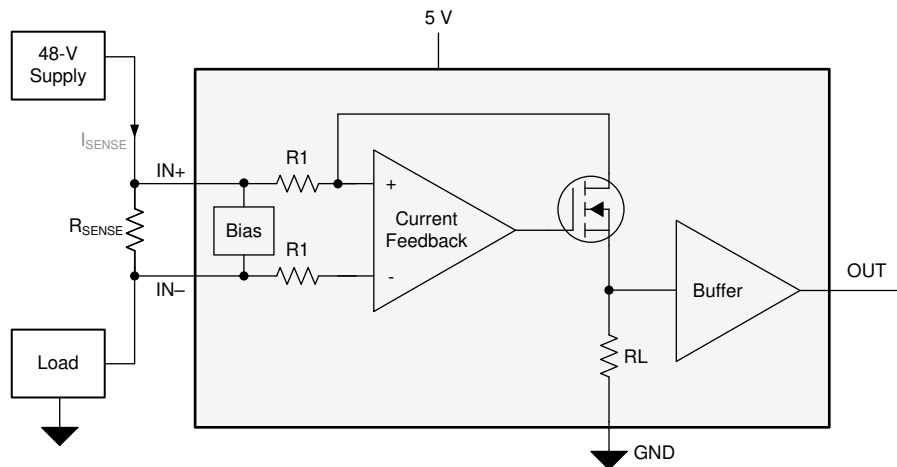 5 V
48-V
Supply
ISENSE
IN+
R1
+
RSENSE
Bias
Current
Feedback
R1
-
IN–
OUT
Buffer
Load
RL
GND